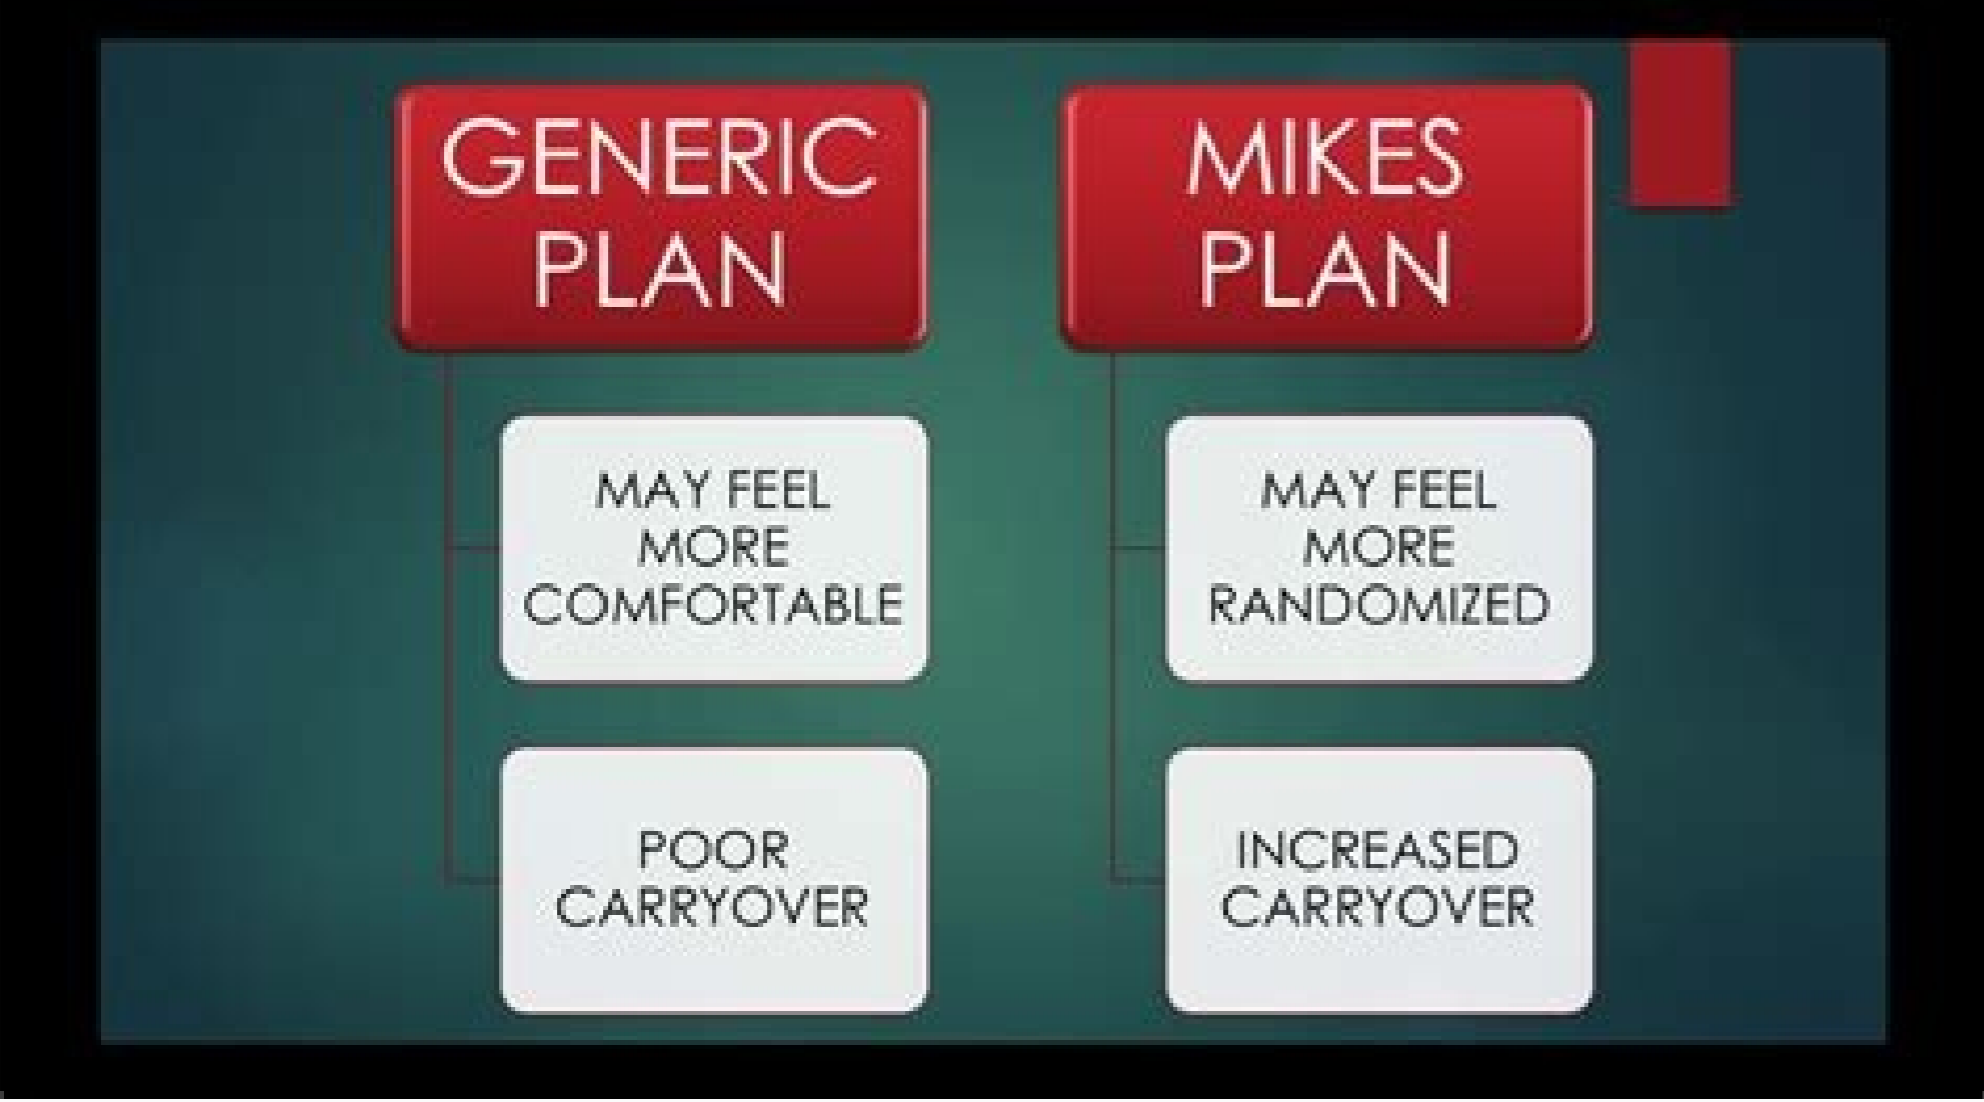 GENERIC
PLAN
MAY FEEL
MORE
COMFORTABLE
POOR
CARRYOVER
MIKES
PLAN
MAY FEEL
MORE
RANDOMIZED
INCREASED
CARRYOVER